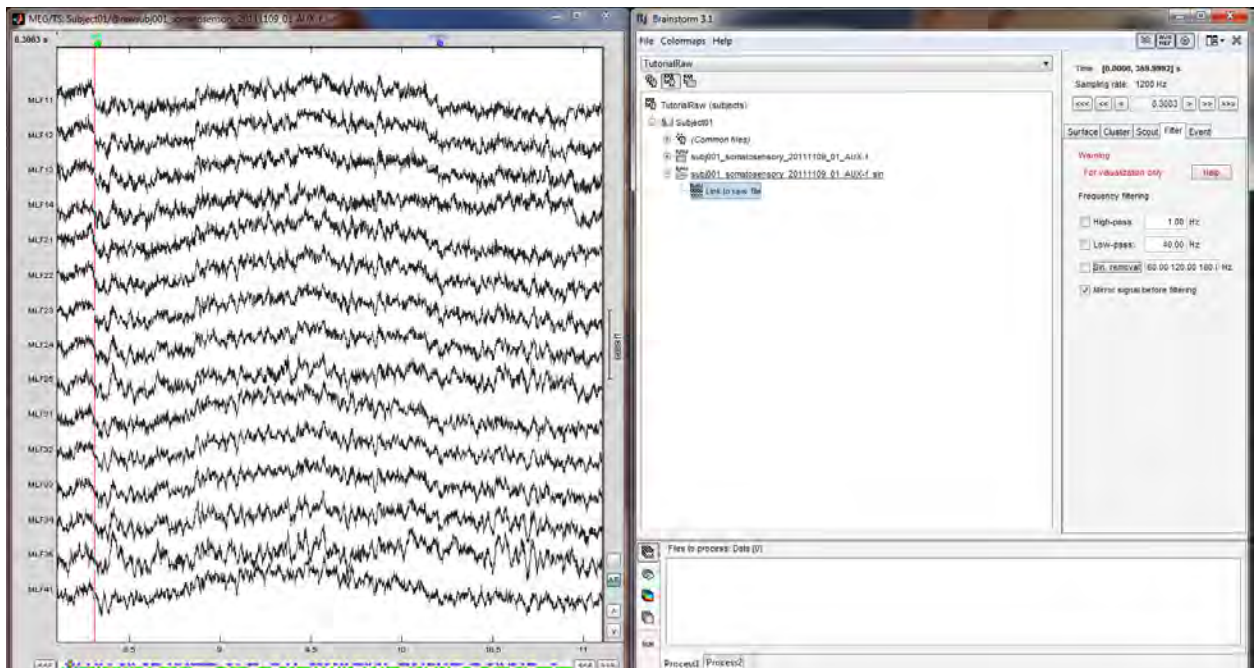 MEG/TS: Subject01/@rawsubj001_somatosensory_20111109_01_AUX-f_sin
8.3003 s
MLF11
MLF12
MLF13
MLF14
MLF21
MLF22
MLF23
MLF24
MLF25
MLF31
MLF32
MLF33
MLF34
MLF35
MLF41
8.5 9 9.5 10 10.5 11
Brainstorm 3.1
File Colormaps Help
TutorialRaw
TutorialRaw (subjects)
Subject01
(Common files)
subj001_somatosensory_20111109_01_AUX-f
subj001_somatosensory_20111109_01_AUX-f_sin
Link to raw file
Time: [0.0000, 359.9992] s
Sampling rate: 1200 Hz
<<< << < 8.3003 > >> >>>
Surface Cluster Scout Filter Event
Warning
For visualization only Help
Frequency filtering
High-pass: 1.00 Hz
Low-pass: 40.00 Hz
Sin. removal: 60.00 120.00 180. Hz
Mirror signal before filtering
Files to process: Data [0]
Process1 Process2